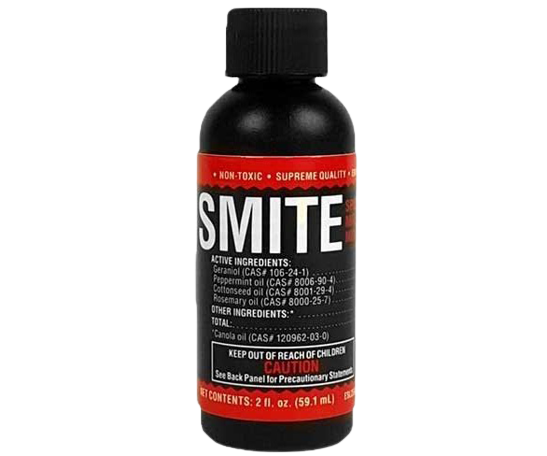 • NON-TOXIC • SUPREME QUALITY •
SMITE
ACTIVE INGREDIENTS:
Geraniol (CAS# 106-24-1)
Peppermint oil (CAS# 8006-90-4)
Cottonseed oil (CAS# 8001-29-4)
Rosemary oil (CAS# 8000-25-7)
OTHER INGREDIENTS:*
TOTAL:
*Canola oil (CAS# 120962-03-0)
KEEP OUT OF REACH OF CHILDREN
CAUTION
See Back Panel for Precautionary Statements
NET CONTENTS: 2 fl. oz. (59.1 mL)